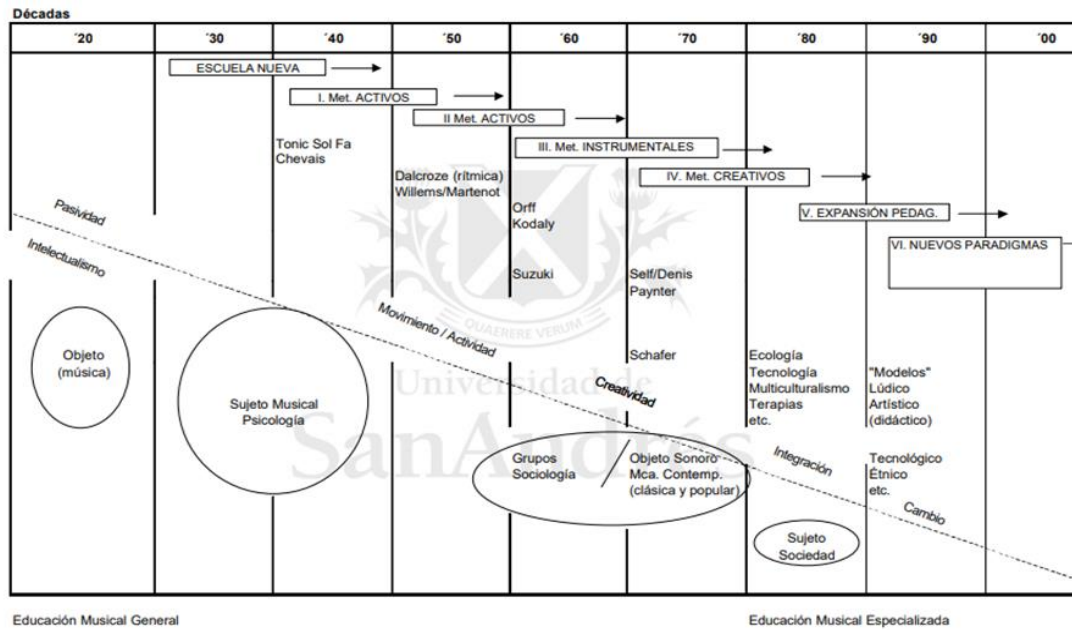 Décadas
´20
´30
´40
´50
´60
´70
´80
´90
´00
ESCUELA NUEVA
I. Met. ACTIVOS
II Met. ACTIVOS
III. Met. INSTRUMENTALES
IV. Met. CREATIVOS
V. EXPANSIÓN PEDAG.
VI. NUEVOS PARADIGMAS
Tonic Sol Fa
Chevais
Dalcroze (rítmica)
Willems/Martenot
Orff
Kodaly
Suzuki
Self/Denis
Paynter
Schafer
Ecología
Tecnología
Multiculturalismo
Terapias
etc.
"Modelos"
Lúdico
Artístico
(didáctico)
Tecnológico
Étnico
etc.
Pasividad
Intelectualismo
Movimiento / Actividad
Creatividad
Integración
Cambio
Objeto
(música)
Sujeto Musical
Psicología
Grupos
Sociología
Objeto Sonoro
Mca. Contemp.
(clásica y popular)
Sujeto
Sociedad
QUAERERE VERUM
Universidad de
SanAndrés
Educación Musical General
Educación Musical Especializada